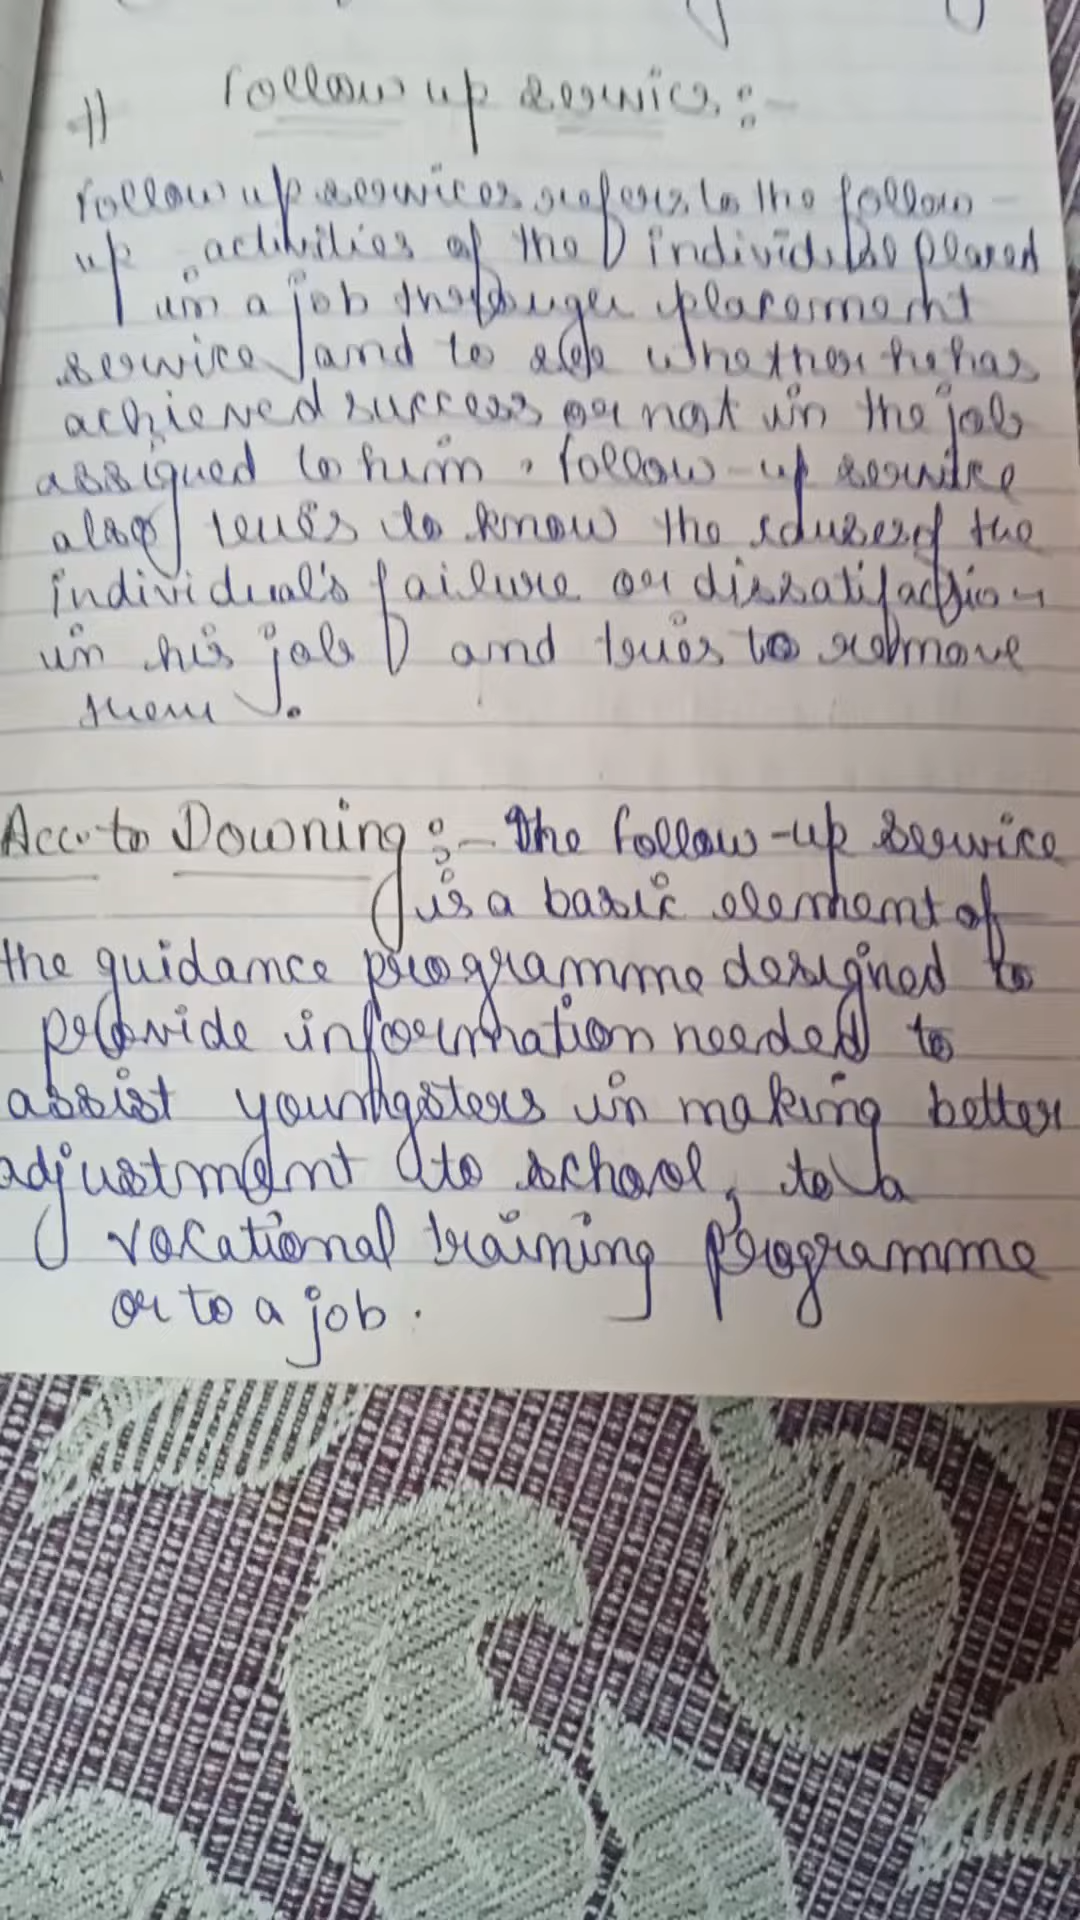 Follow up service :-
Follow up services refers to the follow-
up activities of the individual placed
in a job through placement
service and to see whether he has
achieved success or not in the job
assigned to him. Follow-up service
also tries to know the causes of the
individual's failure or dissatifaction
in his job and tries to remove
them.
Acc. to Downing :- The follow-up service
is a basic element of
the guidance programme designed to
provide information needed to
assist youngsters in making better
adjustment to school, to a
vocational training programme
or to a job.